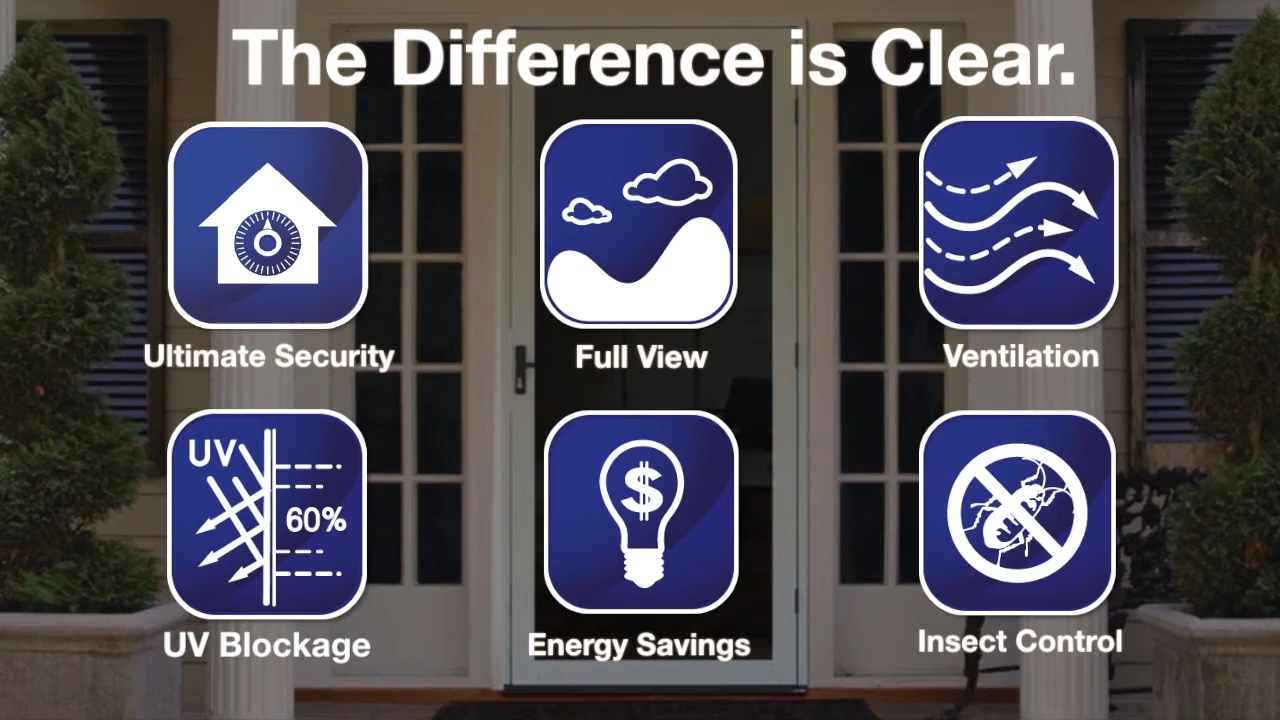 The Difference is Clear.
Ultimate Security
Full View
Ventilation
UV
60%
$
UV Blockage
Energy Savings
Insect Control